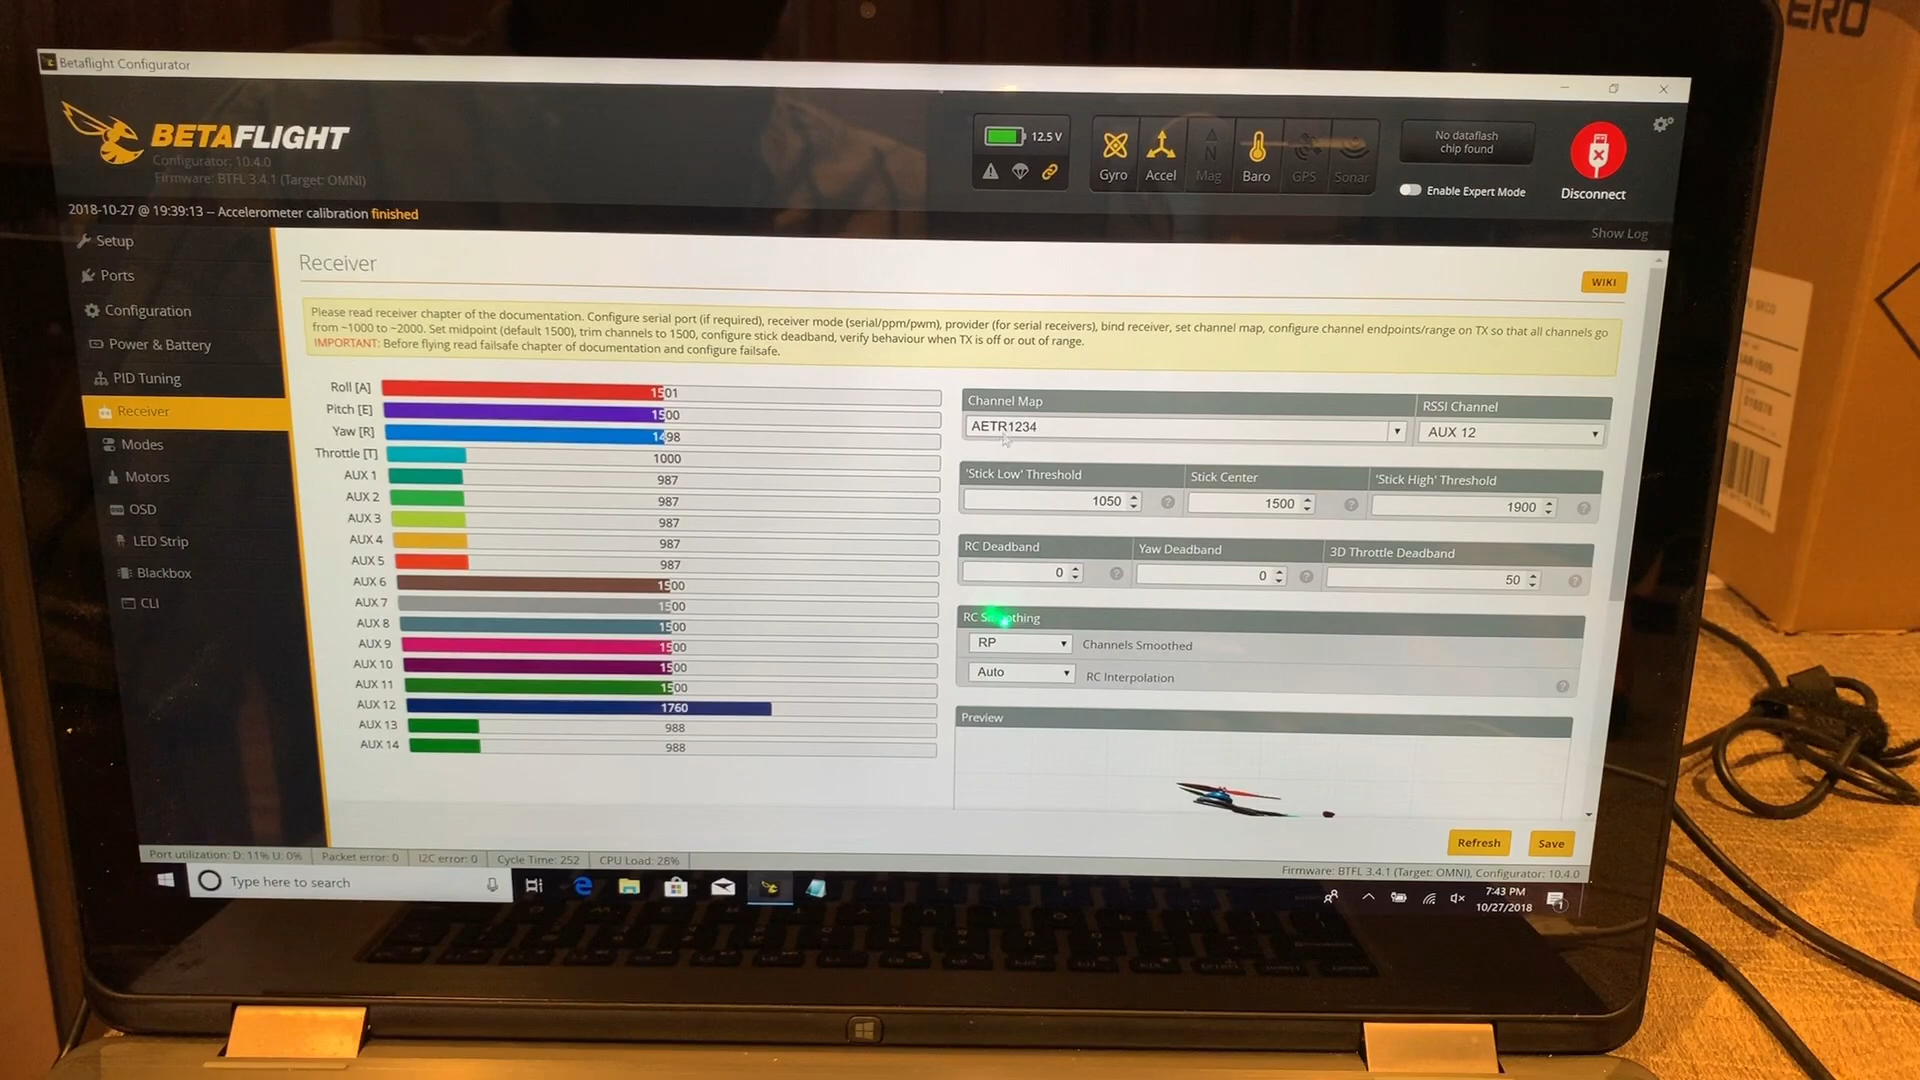 ERO
Betaflight Configurator
BETAFLIGHT
Configurator: 10.4.0
Firmware: BTFL 3.4.1 (Target: OMNI)
12.5 V
Gyro Accel Mag Baro GPS Sonar
No dataflash
chip found
Enable Expert Mode
Disconnect
2018-10-27 @ 19:39:13 -- Accelerometer calibration finished
Show Log
Setup
Ports
Configuration
Power & Battery
PID Tuning
Receiver
Modes
Motors
OSD
LED Strip
Blackbox
CLI
Receiver
WIKI
Please read receiver chapter of the documentation. Configure serial port (if required), receiver mode (serial/ppm/pwm), provider (for serial receivers), bind receiver, set channel map, configure channel endpoints/range on TX so that all channels go
from ~1000 to ~2000. Set midpoint (default 1500), trim channels to 1500, configure stick deadband, verify behaviour when TX is off or out of range.
IMPORTANT: Before flying read failsafe chapter of documentation and configure failsafe.
Roll [A] 1501
Pitch [E] 1500
Yaw [R] 1498
Throttle [T] 1000
AUX 1 987
AUX 2 987
AUX 3 987
AUX 4 987
AUX 5 987
AUX 6 1500
AUX 7 1500
AUX 8 1500
AUX 9 1500
AUX 10 1500
AUX 11 1500
AUX 12 1760
AUX 13 988
AUX 14 988
Channel Map RSSI Channel
AETR1234 AUX 12
'Stick Low' Threshold Stick Center 'Stick High' Threshold
1050 1500 1900
RC Deadband Yaw Deadband 3D Throttle Deadband
0 0 50
RC Smoothing
RP Channels Smoothed
Auto RC Interpolation
Preview
Refresh Save
Port utilization: D: 11% U: 0% Packet error: 0 I2C error: 0 Cycle Time: 252 CPU Load: 28%
Firmware: BTFL 3.4.1 (Target: OMNI), Configurator: 10.4.0
Type here to search
7:43 PM
10/27/2018
1